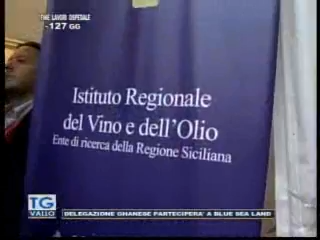 FINE LAVORI OSPEDALE
-127 GG
Istituto Regionale
del Vino e dell'Olio
Ente di ricerca della Regione Siciliana
TG
VALLO
DELEGAZIONE GHANESE PARTECIPERA' A BLUE SEA LAND